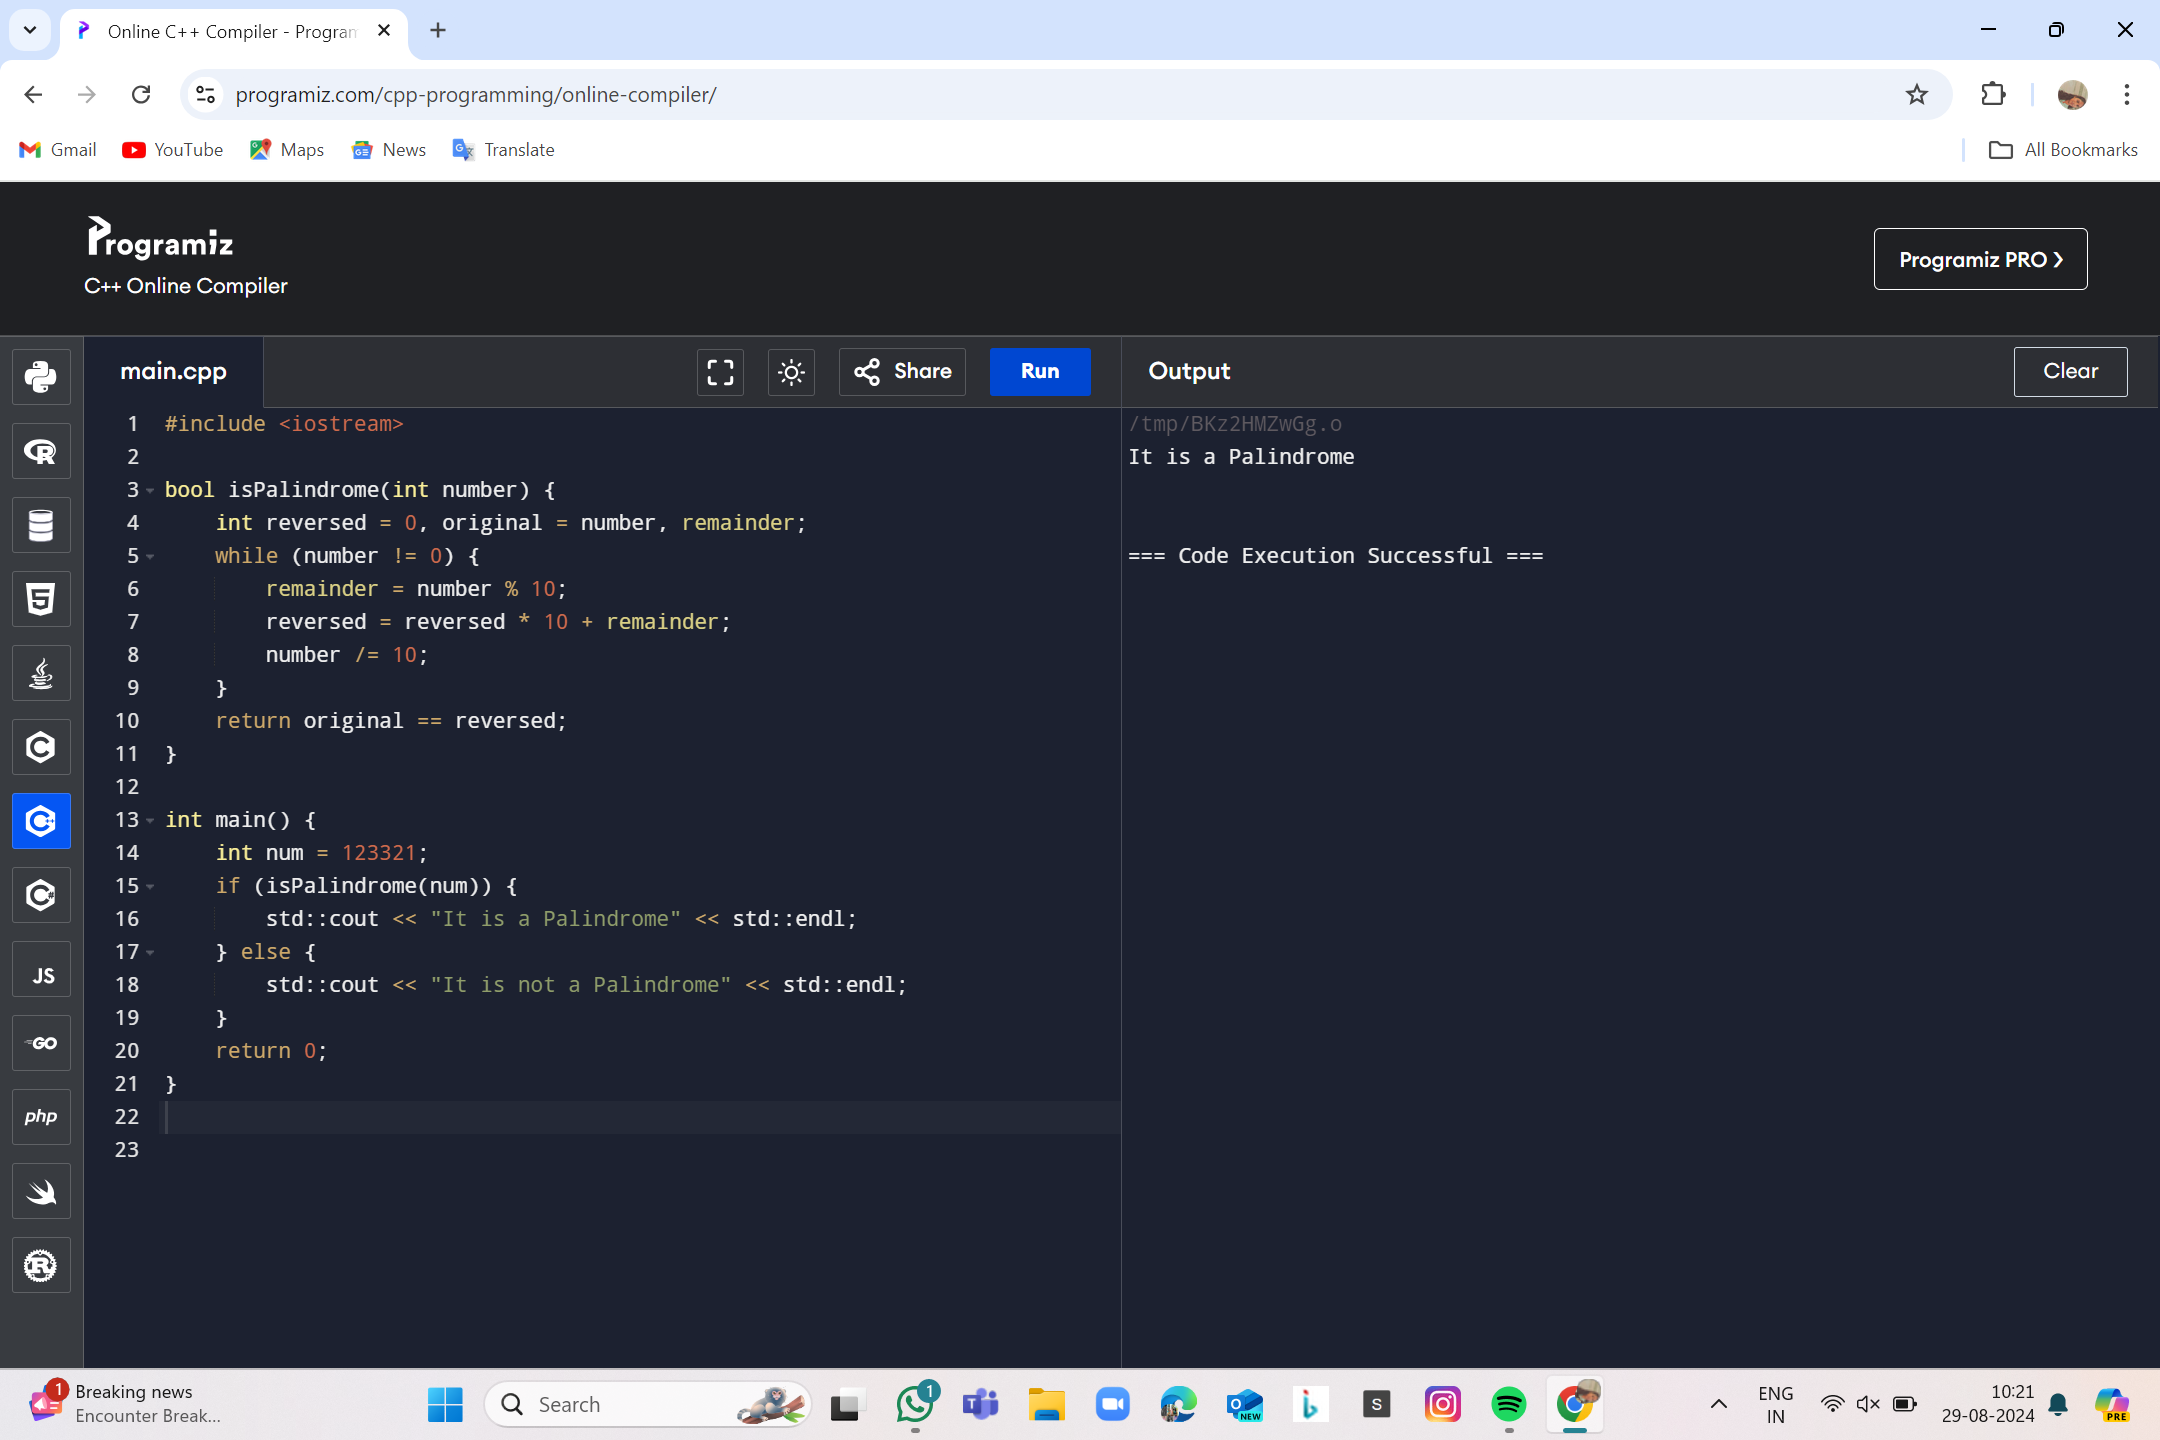 Online C++ Compiler - Program
programiz.com/cpp-programming/online-compiler/
Gmail
YouTube
Maps
News
Translate
All Bookmarks
Programiz
C++ Online Compiler
Programiz PRO ❯
main.cpp
Share
Run
Output
Clear
1 #include <iostream>
2
3 bool isPalindrome(int number) {
4     int reversed = 0, original = number, remainder;
5     while (number != 0) {
6         remainder = number % 10;
7         reversed = reversed * 10 + remainder;
8         number /= 10;
9     }
10     return original == reversed;
11 }
12
13 int main() {
14     int num = 123321;
15     if (isPalindrome(num)) {
16         std::cout << "It is a Palindrome" << std::endl;
17     } else {
18         std::cout << "It is not a Palindrome" << std::endl;
19     }
20     return 0;
21 }
22
23
/tmp/BKz2HMZwGg.o
It is a Palindrome
=== Code Execution Successful ===
JS
GO
php
1
Breaking news
Encounter Break...
Search
1
NEW
S
ENG
IN
10:21
29-08-2024
PRE